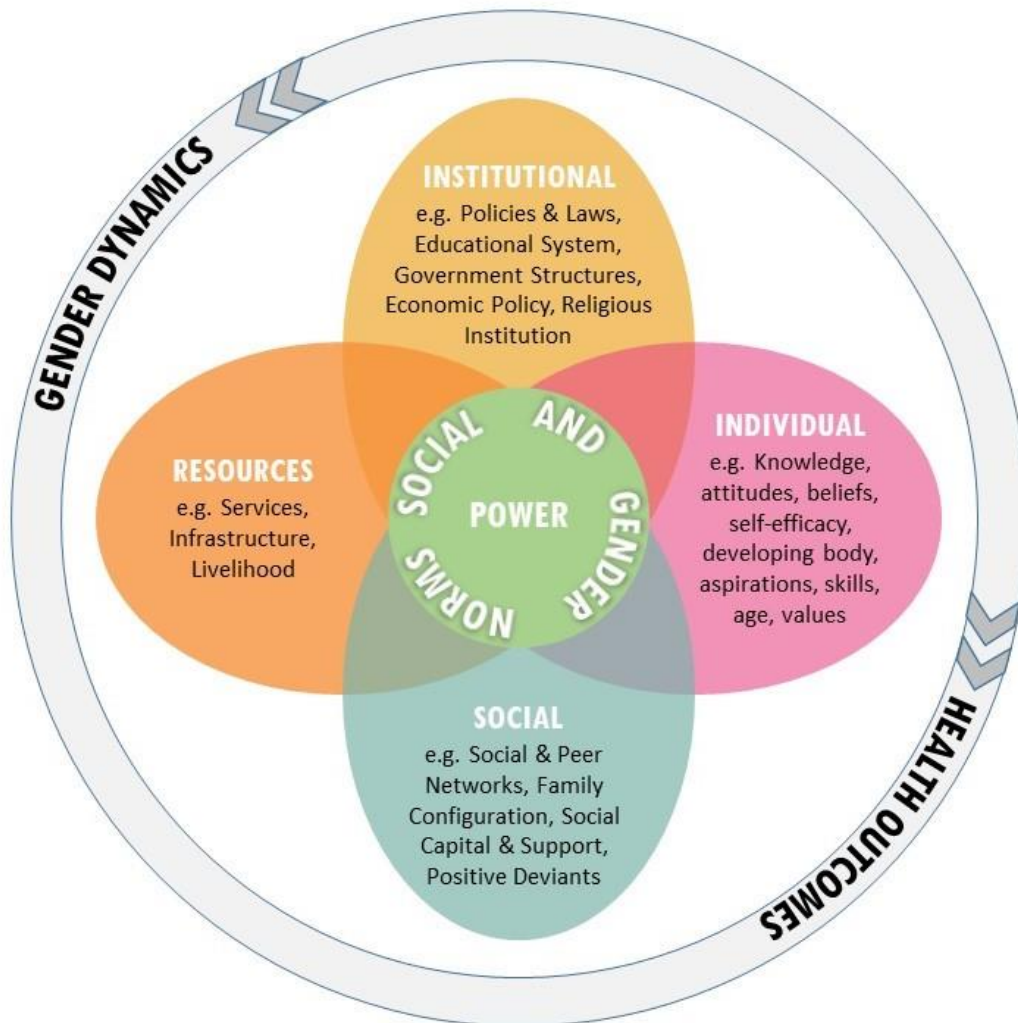 GENDER DYNAMICS
INSTITUTIONAL
e.g. Policies & Laws,
Educational System,
Government Structures,
Economic Policy, Religious
Institution
RESOURCES
e.g. Services,
Infrastructure,
Livelihood
SOCIAL AND GENDER NORMS
POWER
INDIVIDUAL
e.g. Knowledge,
attitudes, beliefs,
self-efficacy,
developing body,
aspirations, skills,
age, values
SOCIAL
e.g. Social & Peer
Networks, Family
Configuration, Social
Capital & Support,
Positive Deviants
HEALTH OUTCOMES